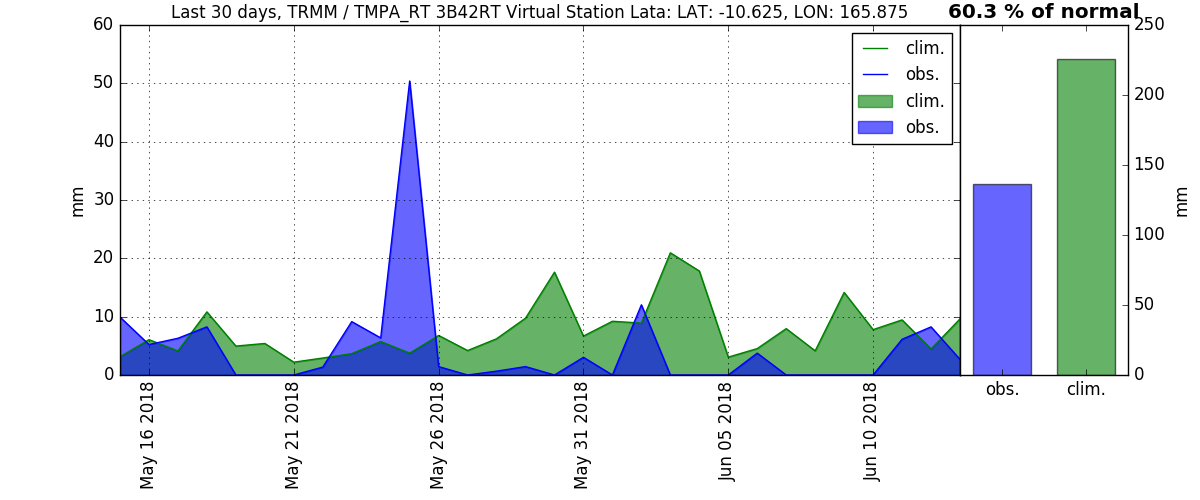 Last 30 days, TRMM / TMPA_RT 3B42RT Virtual Station Lata: LAT: -10.625, LON: 165.875
60.3 % of normal
60
50
40
30
20
10
0
mm
clim.
obs.
clim.
obs.
May 16 2018
May 21 2018
May 26 2018
May 31 2018
Jun 05 2018
Jun 10 2018
250
200
150
100
50
0
mm
obs.
clim.